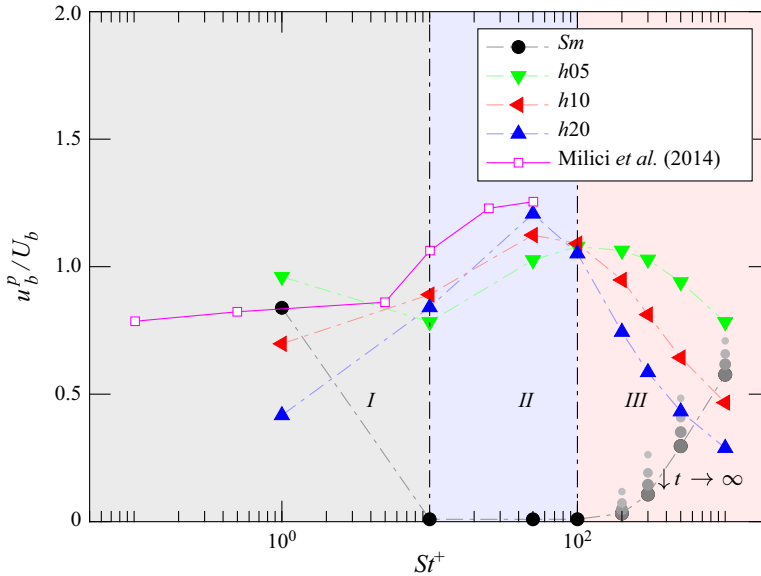 2.0
1.5
1.0
0.5
0
u_b^p/U_b
Sm
h05
h10
h20
Milici et al. (2014)
I
II
III
↓ t → ∞
10^0
10^2
St^+